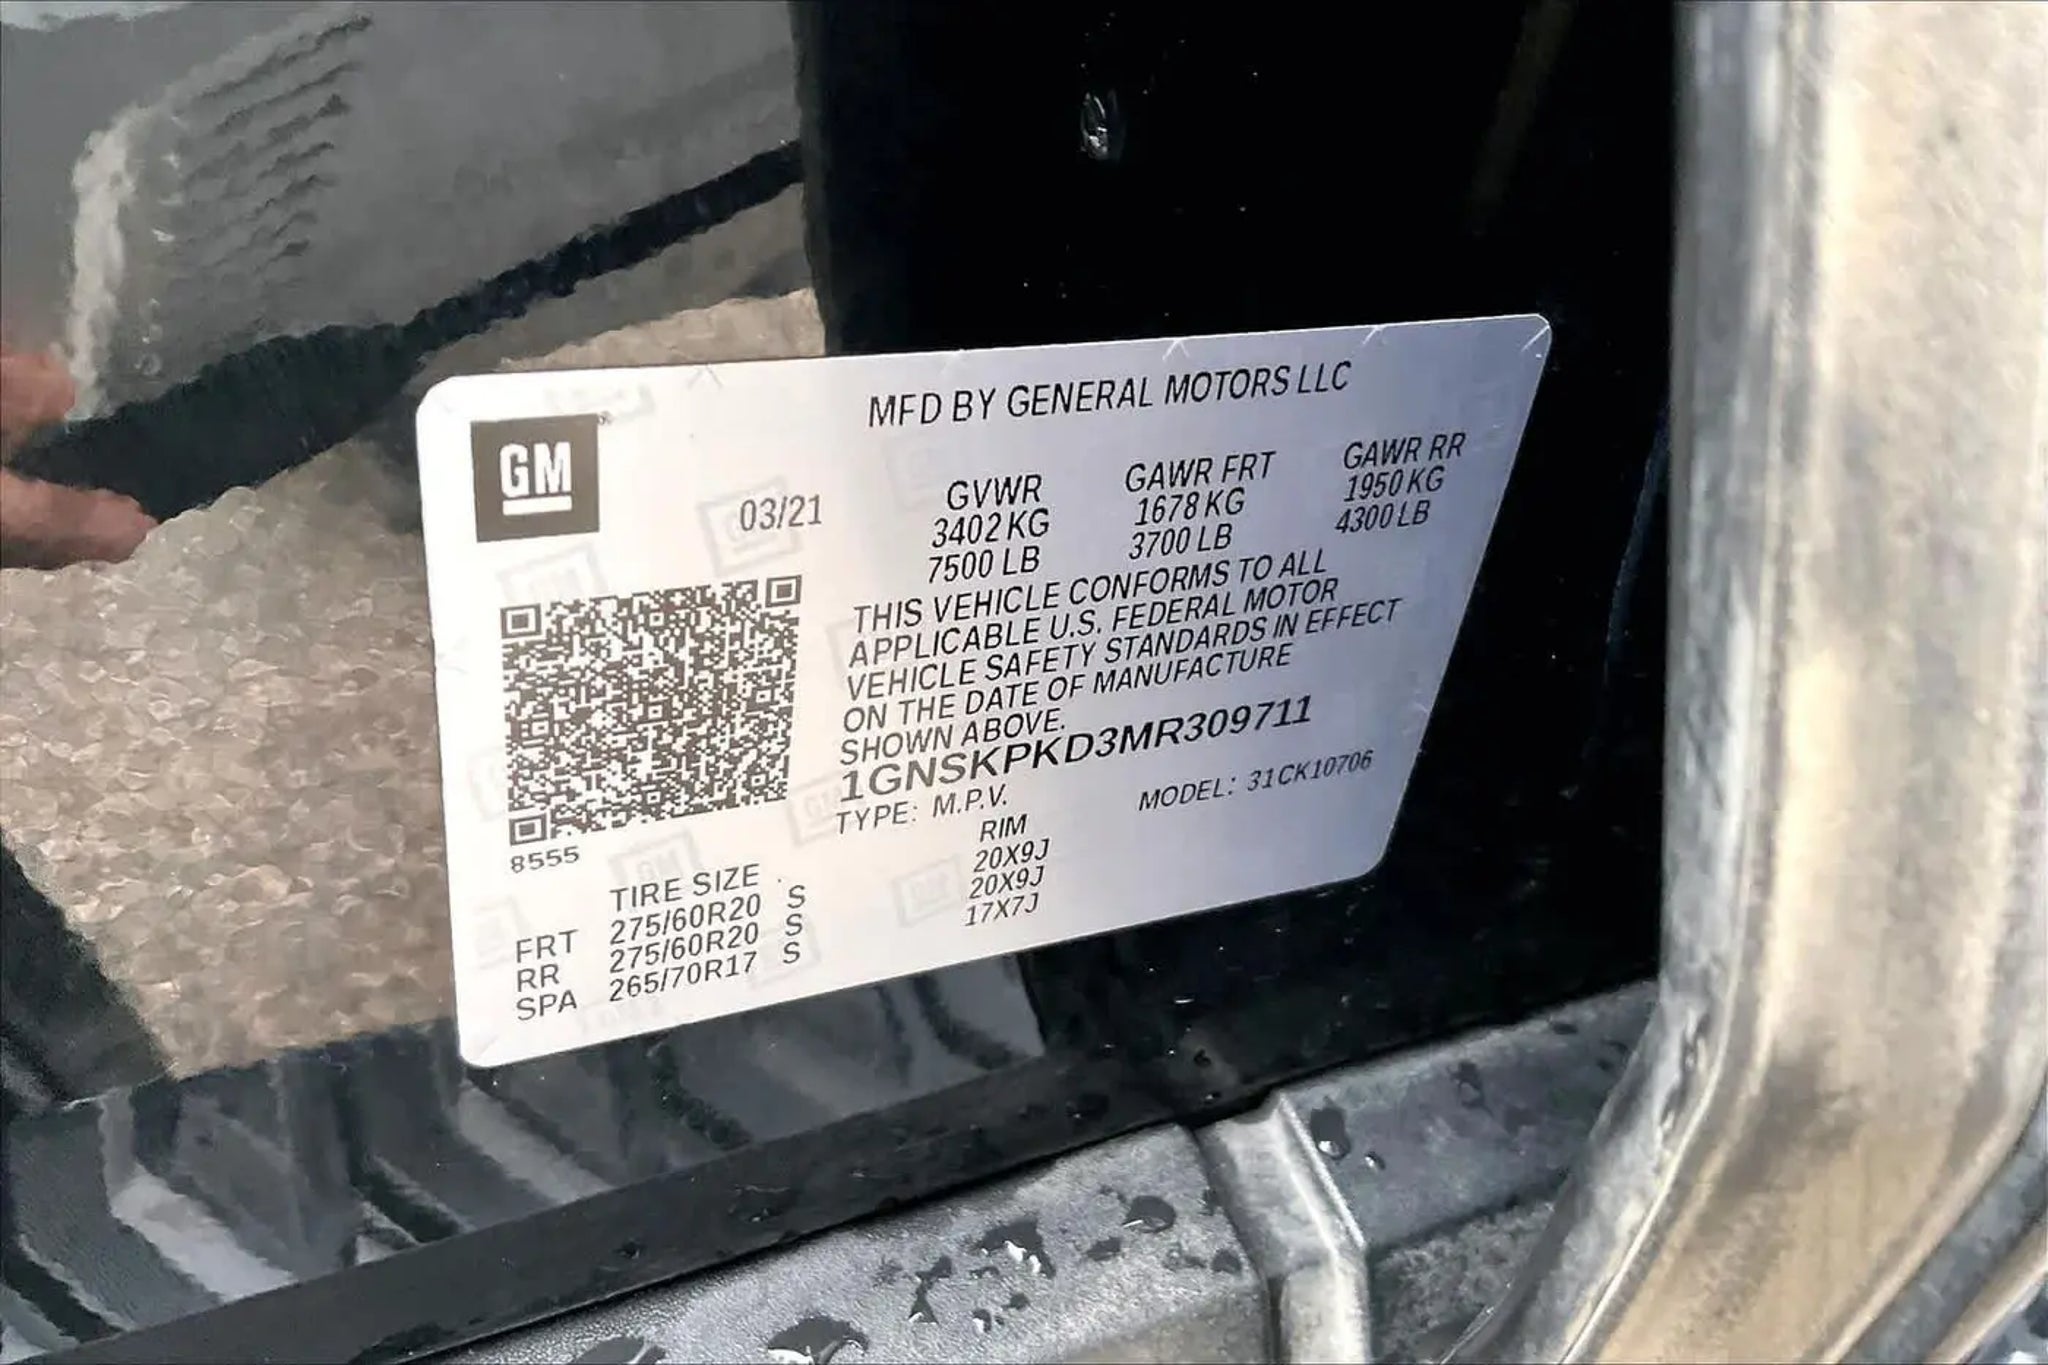 GM
MFD BY GENERAL MOTORS LLC
03/21
GVWR GAWR FRT GAWR RR
3402 KG 1678 KG 1950 KG
7500 LB 3700 LB 4300 LB
THIS VEHICLE CONFORMS TO ALL
APPLICABLE U.S. FEDERAL MOTOR
VEHICLE SAFETY STANDARDS IN EFFECT
ON THE DATE OF MANUFACTURE
SHOWN ABOVE.
1GNSKPKD3MR309711
TYPE: M.P.V. MODEL: 31CK10706
8555
TIRE SIZE RIM
FRT 275/60R20 S 20X9J
RR 275/60R20 S 20X9J
SPA 265/70R17 S 17X7J